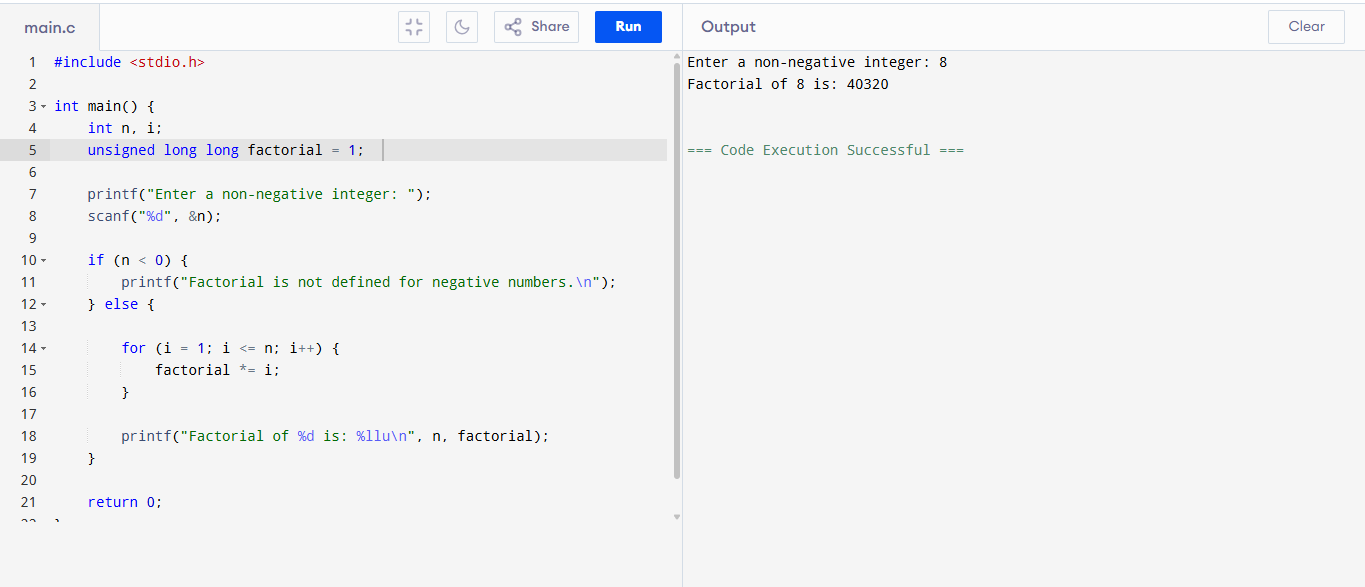 main.c
Share
Run
Output
Clear
1 #include <stdio.h>
2
3 int main() {
4 int n, i;
5 unsigned long long factorial = 1;
6
7 printf("Enter a non-negative integer: ");
8 scanf("%d", &n);
9
10 if (n < 0) {
11 printf("Factorial is not defined for negative numbers.\n");
12 } else {
13
14 for (i = 1; i <= n; i++) {
15 factorial *= i;
16 }
17
18 printf("Factorial of %d is: %llu\n", n, factorial);
19 }
20
21 return 0;
Enter a non-negative integer: 8
Factorial of 8 is: 40320
=== Code Execution Successful ===